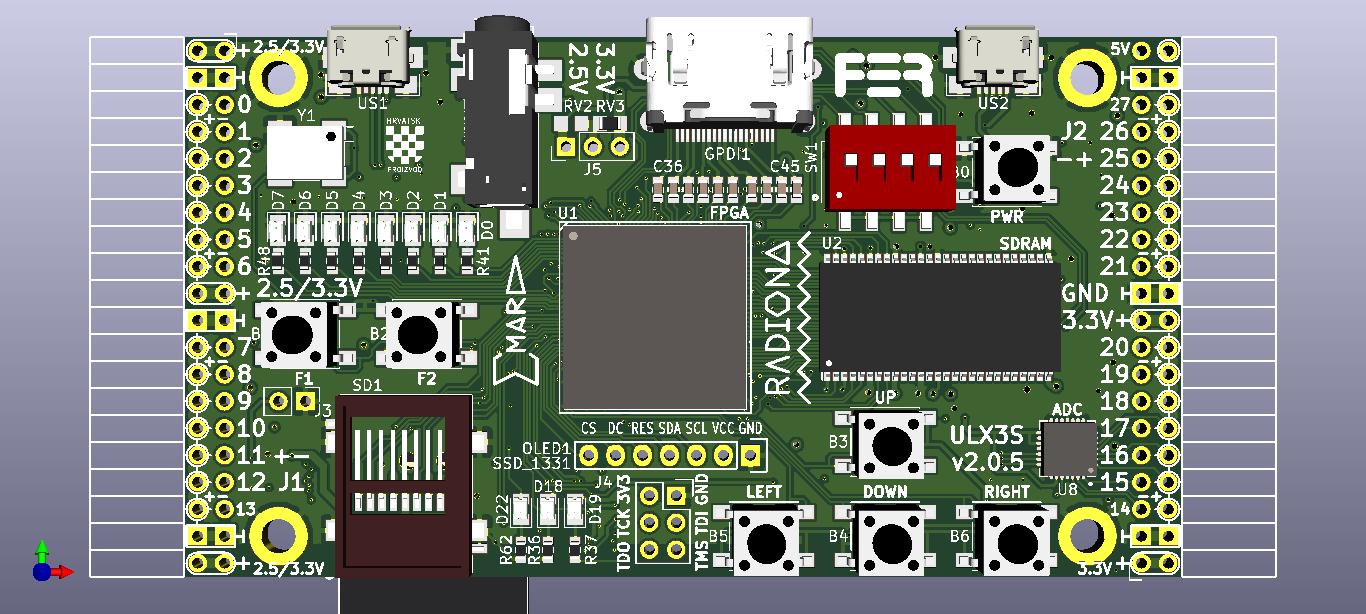 + 2.5/3.3V
US1
2.5V
3.3V
RV2 RV3
J5
GPDI1
FER
US2
5V
0
1
2
3
4
5
6
+
Y1
HRVATSKI
PROIZVOD
C36
C45
FPGA
SW1
PWR
J2
-+
27
26
25
24
23
22
21
GND
3.3V+
20
19
18
17
16
15
14
D7
D6
D5
D4
D3
D2
D1
D0
R48
R41
2.5/3.3V
U1
U2
SDRAM
RADIONA
MAR
B2
F1
F2
7
8
9
10
11 +-
12 J1
13
J3
SD1
CS DC RES SDA SCL VCC GND
OLED1
SSD_1331
J4
D22
D18
D19
R62
R36
R37
TDO TCK 3V3
TMS TDI GND
UP
B3
ULX3S
v2.0.5
ADC
U8
LEFT
DOWN
RIGHT
B5
B4
B6
+ 2.5/3.3V
3.3V +